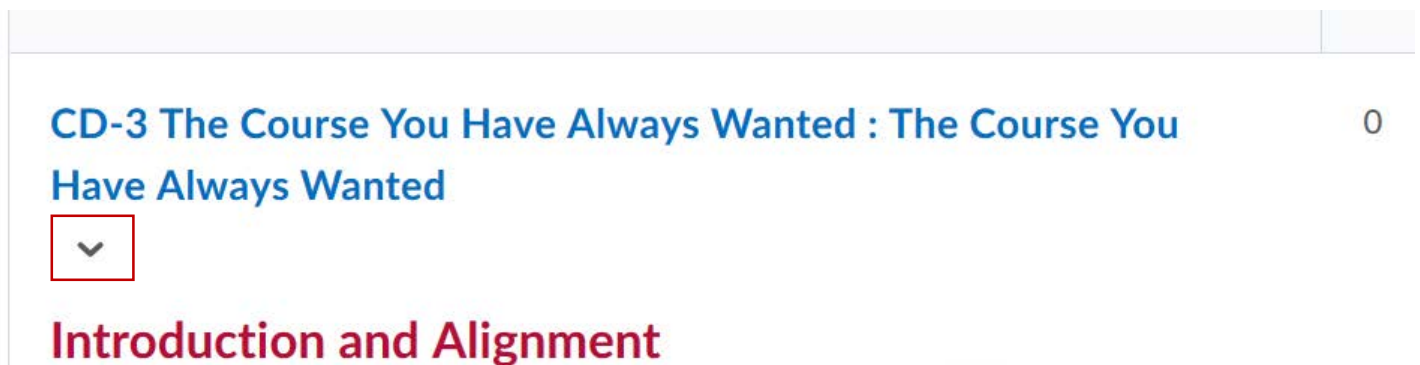 CD-3 The Course You Have Always Wanted : The Course You
0
Have Always Wanted
Introduction and Alignment